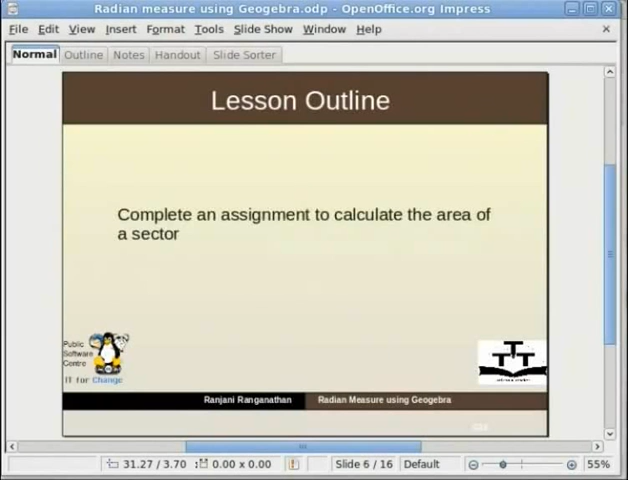 Radian measure using Geogebra.odp - OpenOffice.org Impress
File Edit View Insert Format Tools Slide Show Window Help
Normal Outline Notes Handout Slide Sorter
Lesson Outline
Complete an assignment to calculate the area of
a sector
Public
Software
Centre
IT for Change
TTT
Ranjani Ranganathan Radian Measure using Geogebra
31.27 / 3.70 0.00 x 0.00 Slide 6 / 16 Default 55%